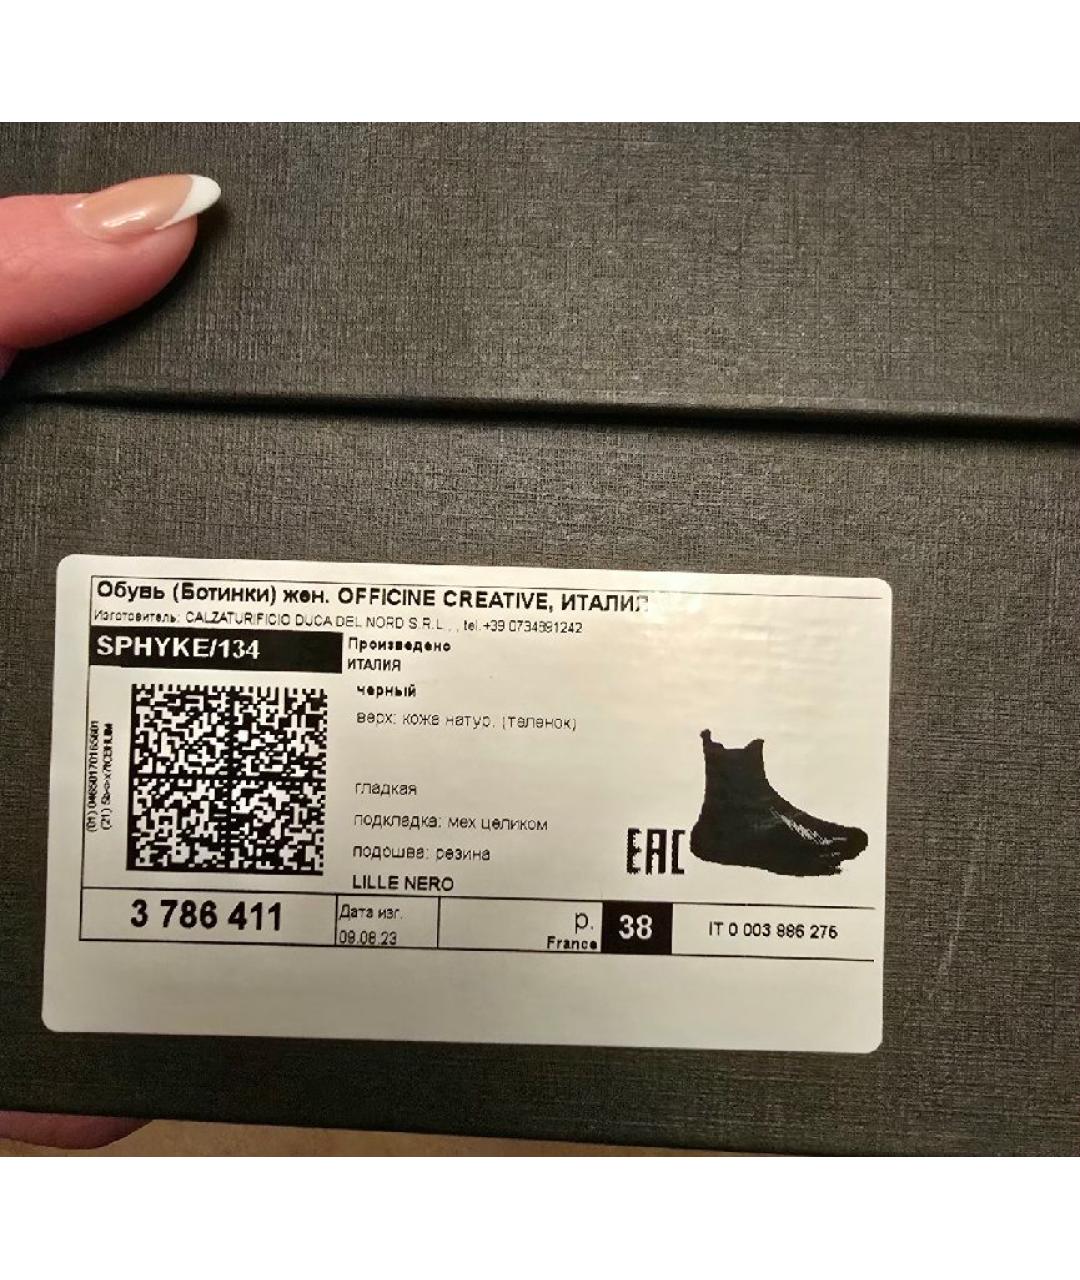 Обувь (Ботинки) жен. OFFICINE CREATIVE, ИТАЛИЯ
Изготовитель: CALZATURIFICIO DUCA DEL NORD S.R.L., , tel.+39 0734891242
SPHYKE/134
Произведено
ИТАЛИЯ
черный
верх: кожа натур. (теленок)
гладкая
подкладка: мех целиком
подошва: резина
LILLE NERO
EAC
3 786 411
Дата изг.
09.08.23
р.
France
38
IT 0 003 886 276